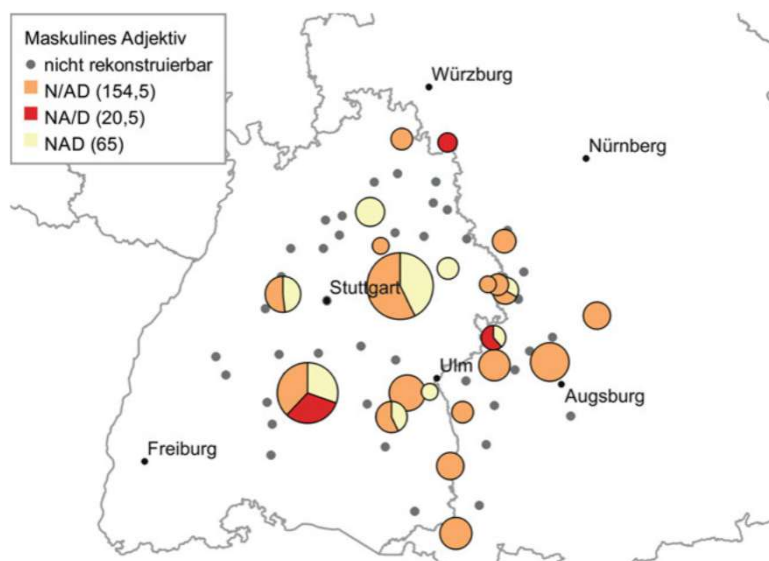 Maskulines Adjektiv
nicht rekonstruierbar
N/AD (154,5)
NA/D (20,5)
NAD (65)
Würzburg
Nürnberg
Stuttgart
Ulm
Augsburg
Freiburg